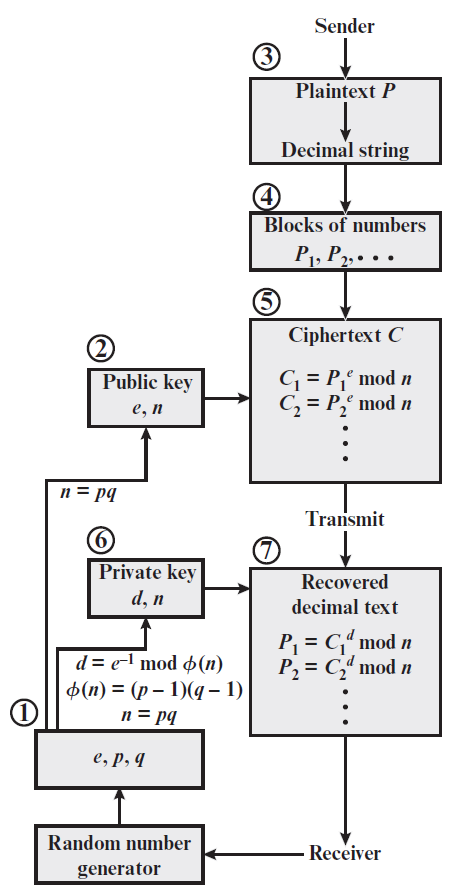 Sender
③
Plaintext P
Decimal string
④
Blocks of numbers
P₁, P₂, • • •
⑤
Ciphertext C
C₁ = P₁ᵉ mod n
C₂ = P₂ᵉ mod n
•
•
•
②
Public key
e, n
n = pq
Transmit
⑥
Private key
d, n
⑦
Recovered
decimal text
P₁ = C₁ᵈ mod n
P₂ = C₂ᵈ mod n
•
•
•
d = e⁻¹ mod ϕ(n)
ϕ(n) = (p – 1)(q – 1)
n = pq
①
e, p, q
Random number
generator
Receiver